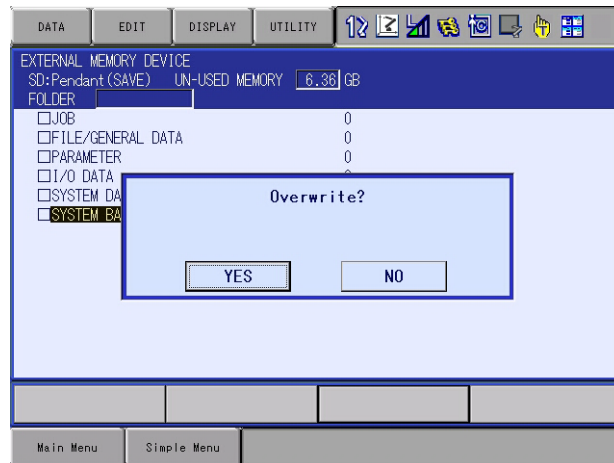 DATA EDIT DISPLAY UTILITY
EXTERNAL MEMORY DEVICE
SD:Pendant(SAVE) UN-USED MEMORY 6.36 GB
FOLDER
JOB 0
FILE/GENERAL DATA 0
PARAMETER 0
I/O DATA
SYSTEM DA
SYSTEM BA
Overwrite?
YES NO
Main Menu Simple Menu